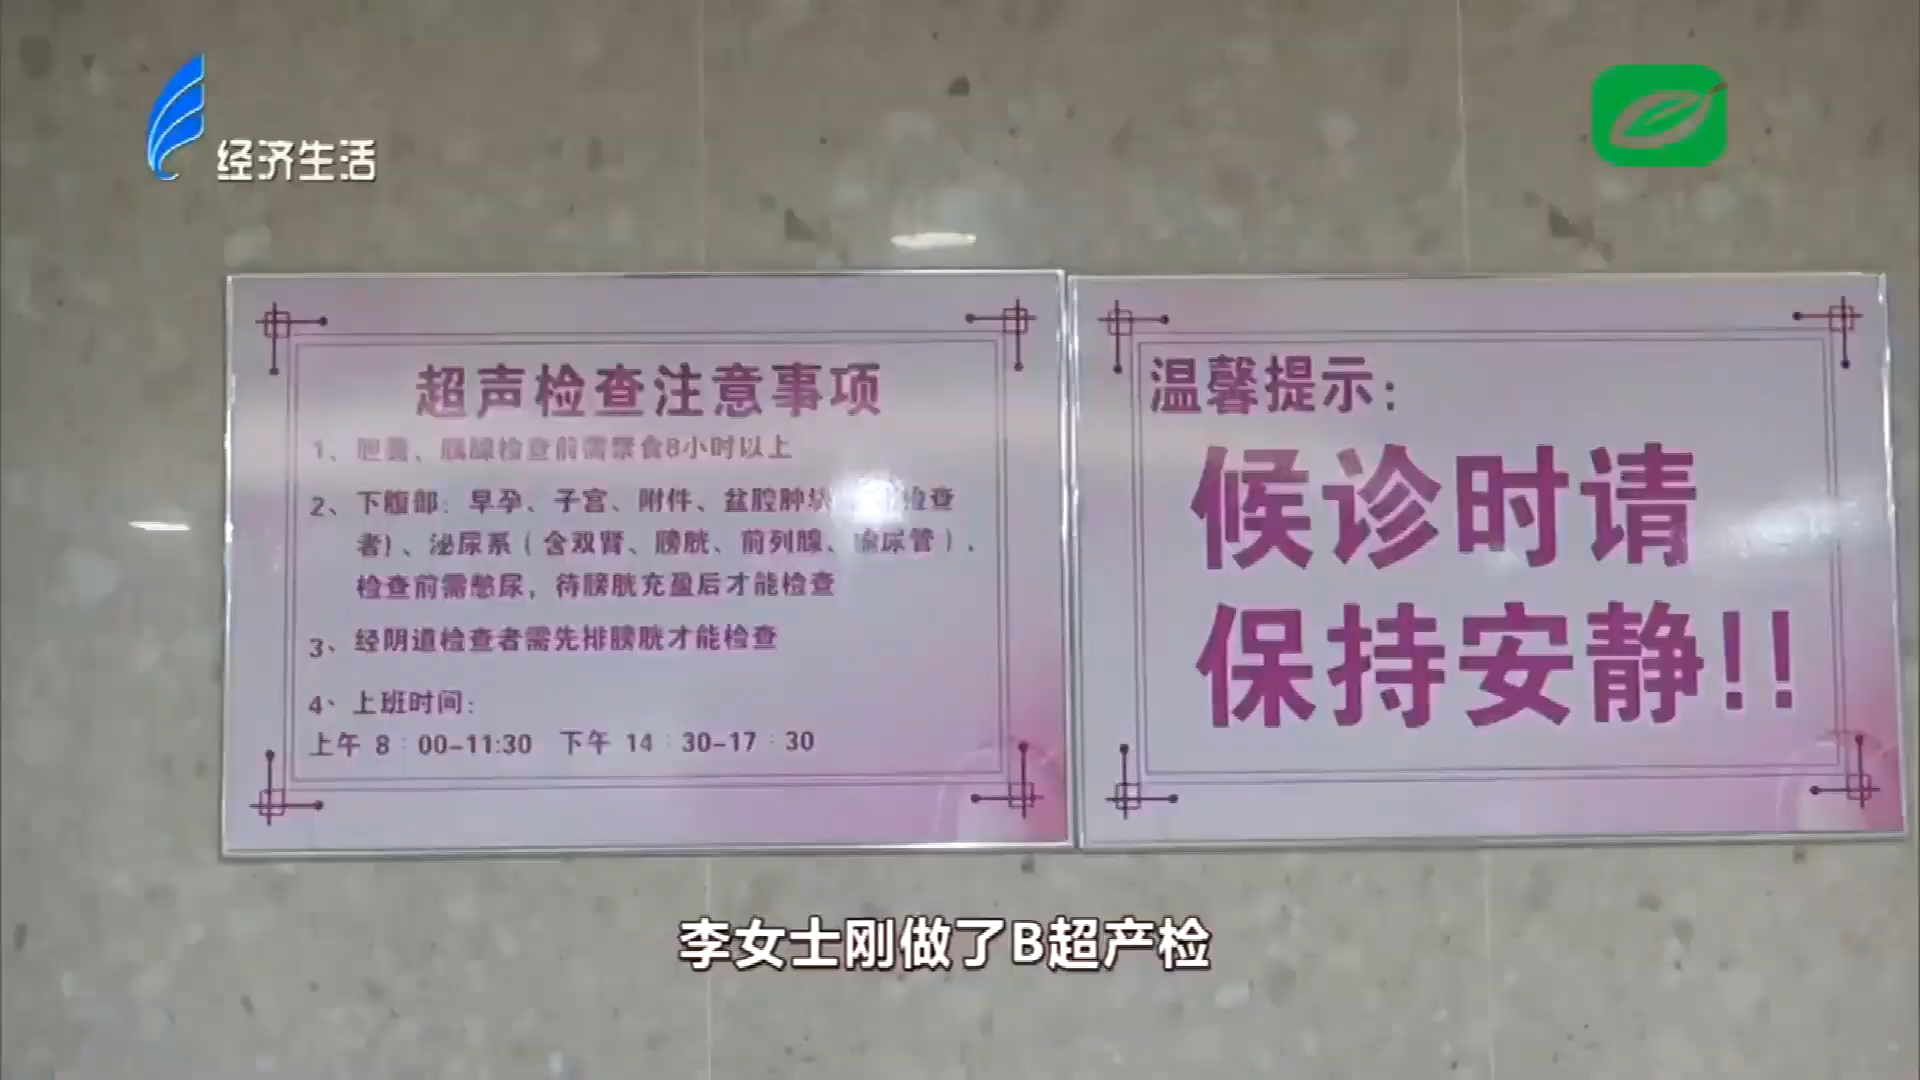 经济生活
超声检查注意事项
1、胆囊、胰腺检查前需禁食8小时以上
2、下腹部：早孕、子宫、附件、盆腔肿块 检查
者）、泌尿系（含双肾、膀胱、前列腺、输尿管）.
检查前需憋尿，待膀胱充盈后才能检查
3、经阴道检查者需先排膀胱才能检查
4、上班时间：
上午 8：00-11:30 下午 14：30-17：30
温馨提示：
候诊时请
保持安静!!
李女士刚做了B超产检